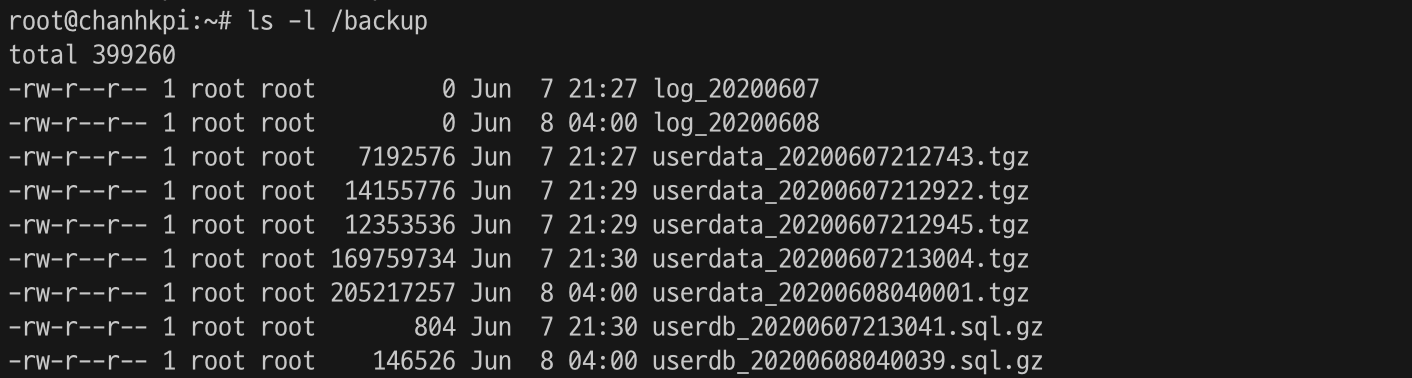 root@chanhkpi:~# ls -l /backup
total 399260
-rw-r--r-- 1 root root         0 Jun  7 21:27 log_20200607
-rw-r--r-- 1 root root         0 Jun  8 04:00 log_20200608
-rw-r--r-- 1 root root   7192576 Jun  7 21:27 userdata_20200607212743.tgz
-rw-r--r-- 1 root root  14155776 Jun  7 21:29 userdata_20200607212922.tgz
-rw-r--r-- 1 root root  12353536 Jun  7 21:29 userdata_20200607212945.tgz
-rw-r--r-- 1 root root 169759734 Jun  7 21:30 userdata_20200607213004.tgz
-rw-r--r-- 1 root root 205217257 Jun  8 04:00 userdata_20200608040001.tgz
-rw-r--r-- 1 root root       804 Jun  7 21:30 userdb_20200607213041.sql.gz
-rw-r--r-- 1 root root    146526 Jun  8 04:00 userdb_20200608040039.sql.gz